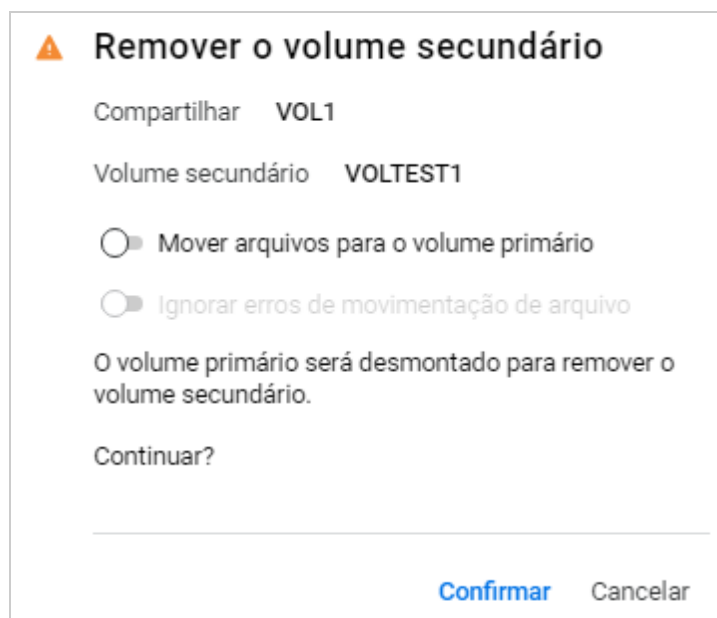 Remover o volume secundário
Compartilhar VOL1
Volume secundário VOLTEST1
Mover arquivos para o volume primário
Ignorar erros de movimentação de arquivo
O volume primário será desmontado para remover o
volume secundário.
Continuar?
Confirmar Cancelar